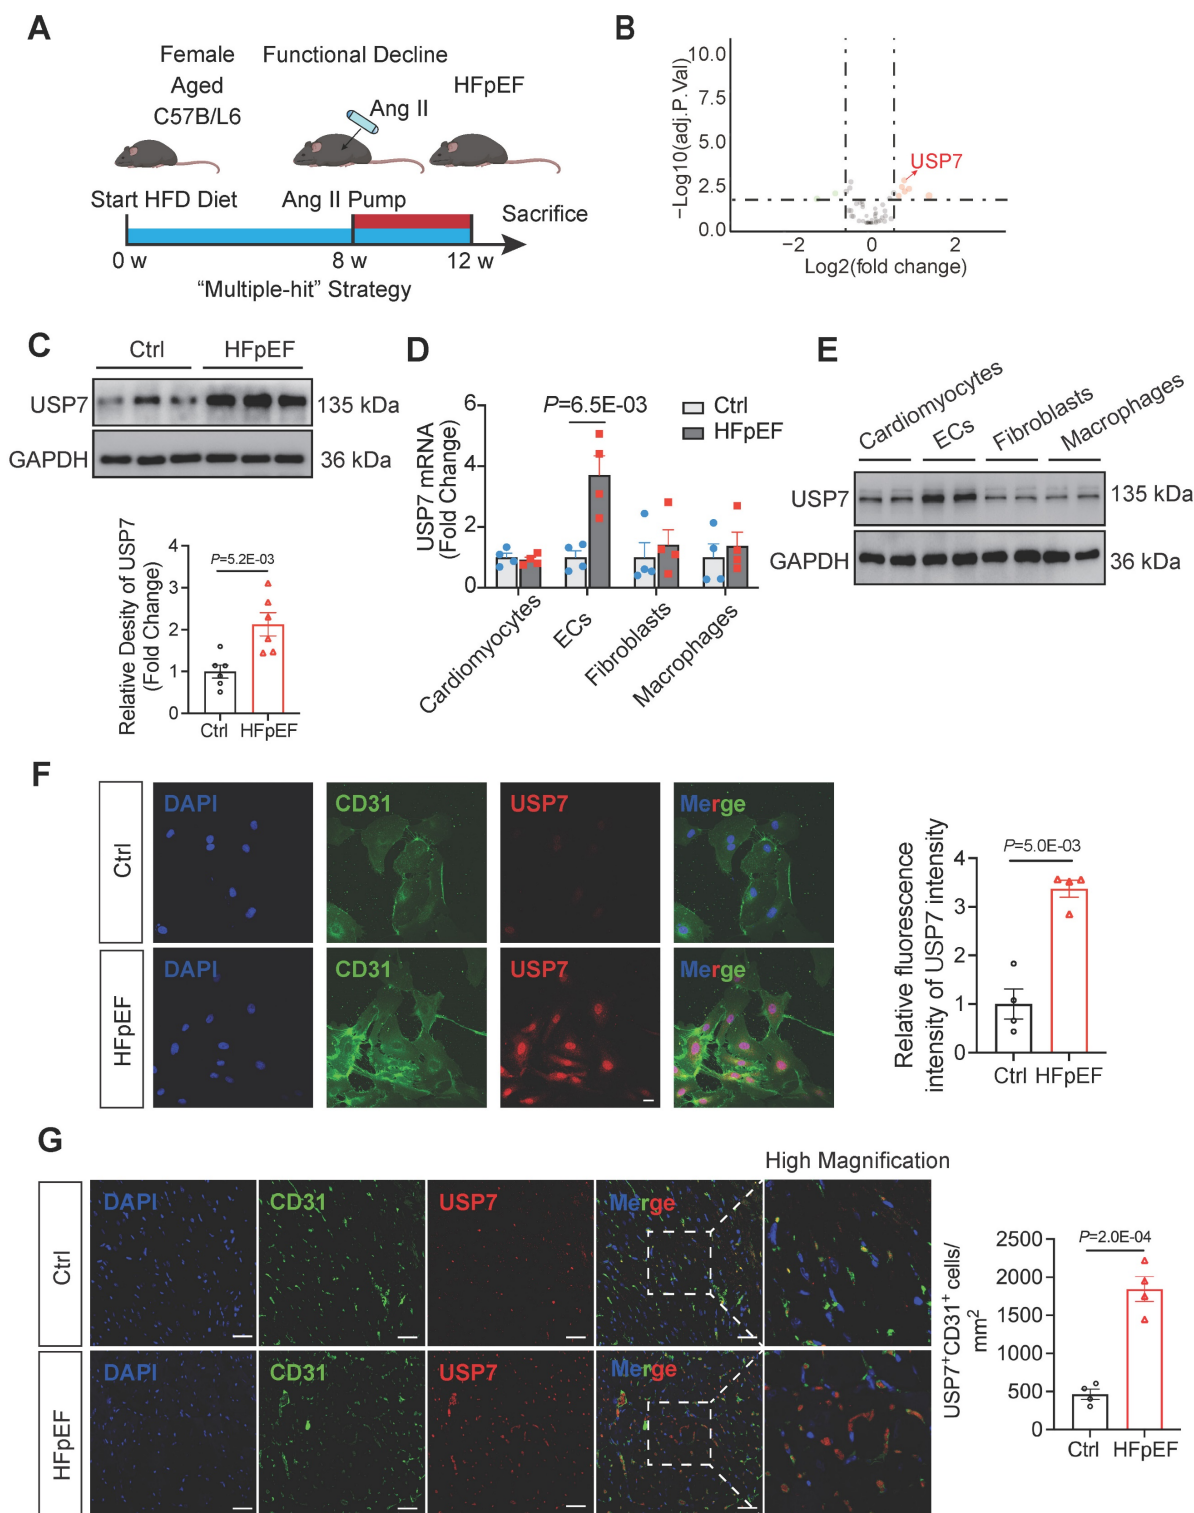 A
Female
Aged
C57B/L6
Functional Decline
Ang II
HFpEF
Start HFD Diet
Ang II Pump
Sacrifice
0 w
8 w
12 w
“Multiple-hit” Strategy
B
10.0
7.5
5.0
2.5
0.0
−Log10(adj.P.Val)
USP7
−2
0
2
Log2(fold change)
C
Ctrl
HFpEF
USP7
135 kDa
GAPDH
36 kDa
Relative Desity of USP7
(Fold Change)
4
3
2
1
0
P=5.2E-03
Ctrl
HFpEF
D
USP7 mRNA
(Fold Change)
6
4
2
0
P=6.5E-03
Ctrl
HFpEF
Cardiomyocytes
ECs
Fibroblasts
Macrophages
E
Cardiomyocytes
ECs
Fibroblasts
Macrophages
USP7
135 kDa
GAPDH
36 kDa
F
Ctrl
DAPI
CD31
USP7
Merge
HFpEF
DAPI
CD31
USP7
Merge
Relative fluorescence
intensity of USP7 intensity
4
3
2
1
0
P=5.0E-03
Ctrl
HFpEF
G
High Magnification
Ctrl
DAPI
CD31
USP7
Merge
HFpEF
DAPI
CD31
USP7
Merge
USP7⁺CD31⁺ cells/
mm²
2500
2000
1500
1000
500
0
P=2.0E-04
Ctrl
HFpEF